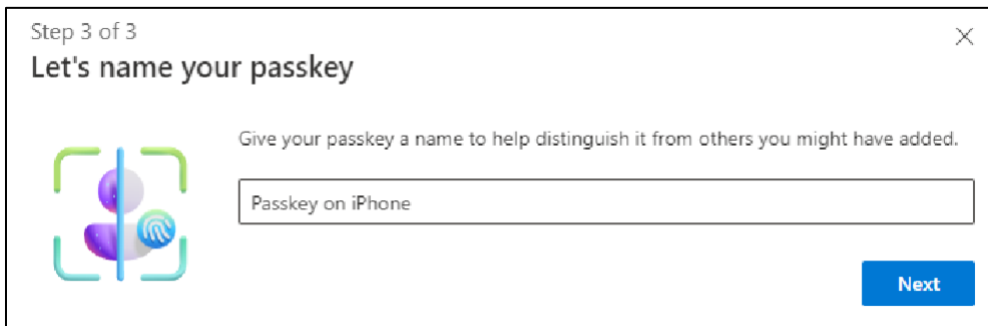 Step 3 of 3
Let's name your passkey
Give your passkey a name to help distinguish it from others you might have added.
Passkey on iPhone
Next